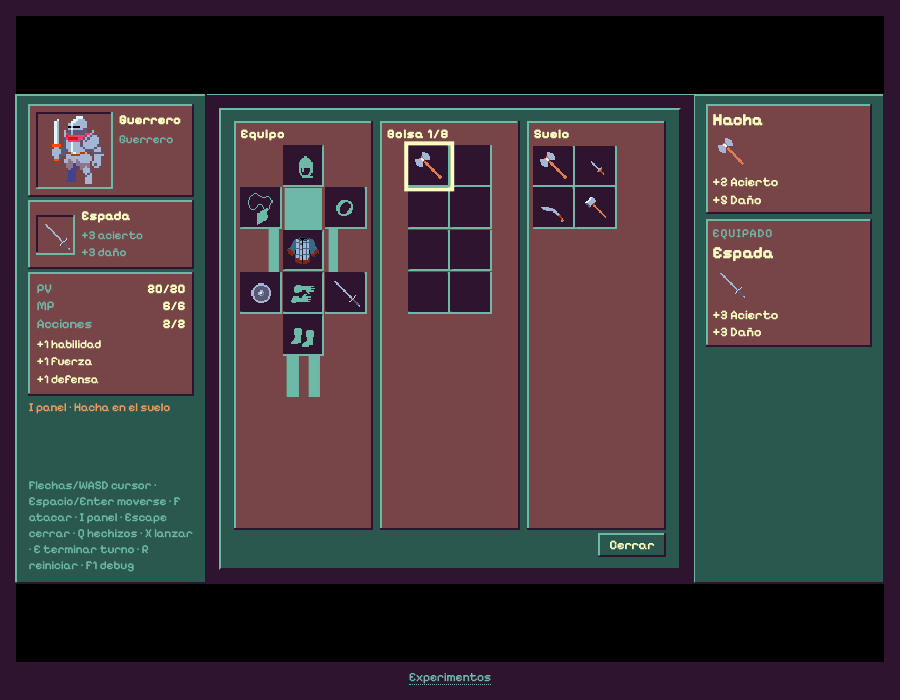 Guerrero
Guerrero
Espada
+3 acierto
+3 daño
PV 80/80
MP 6/6
Acciones 8/8
+1 habilidad
+1 fuerza
+1 defensa
I panel · Hacha en el suelo
Flechas/WASD cursor ·
Espacio/Enter moverse · F
atacar · I panel · Escape
cerrar · Q hechizos · X lanzar
· E terminar turno · R
reiniciar · F1 debug
Equipo
Bolsa 1/8
Suelo
Cerrar
Hacha
+2 Acierto
+8 Daño
EQUIPADO
Espada
+3 Acierto
+3 Daño
Experimentos